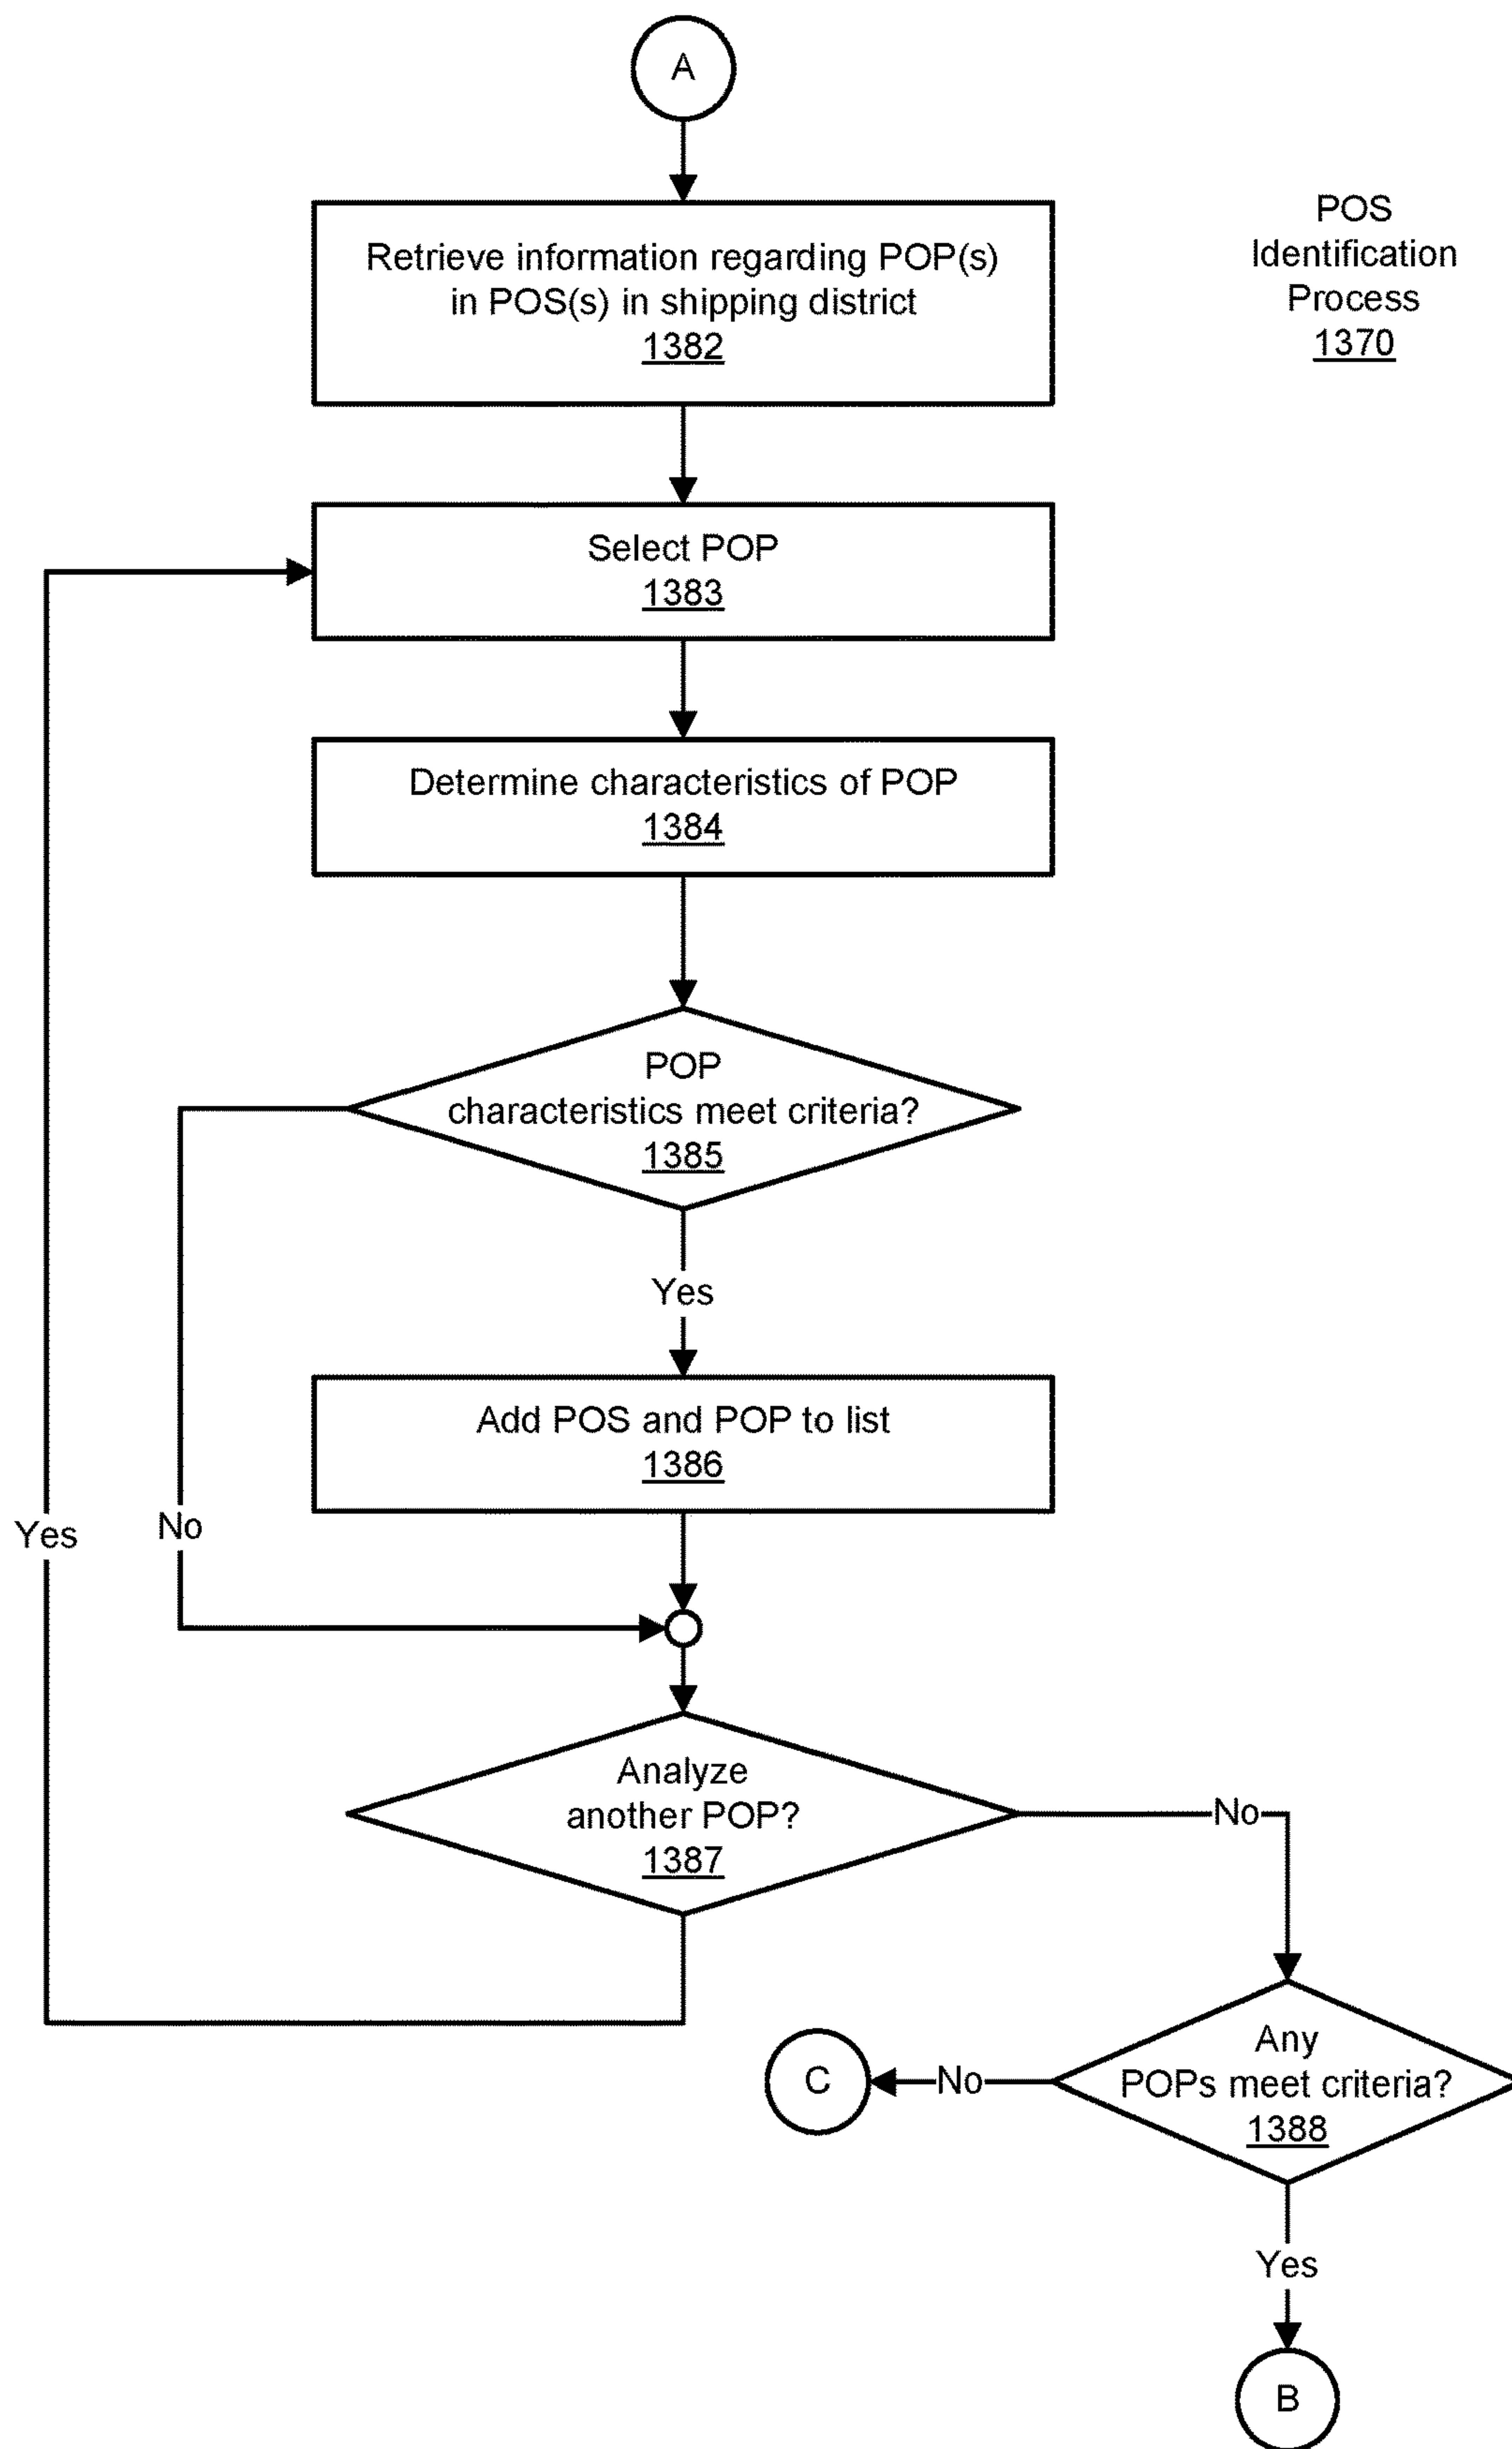 A
Retrieve information regarding POP(s)
in POS(s) in shipping district
1382
POS
Identification
Process
1370
Select POP
1383
Determine characteristics of POP
1384
POP
characteristics meet criteria?
1385
Yes
Add POS and POP to list
1386
Yes
No
Analyze
another POP?
1387
No
Any
POPs meet criteria?
1388
No
C
Yes
B